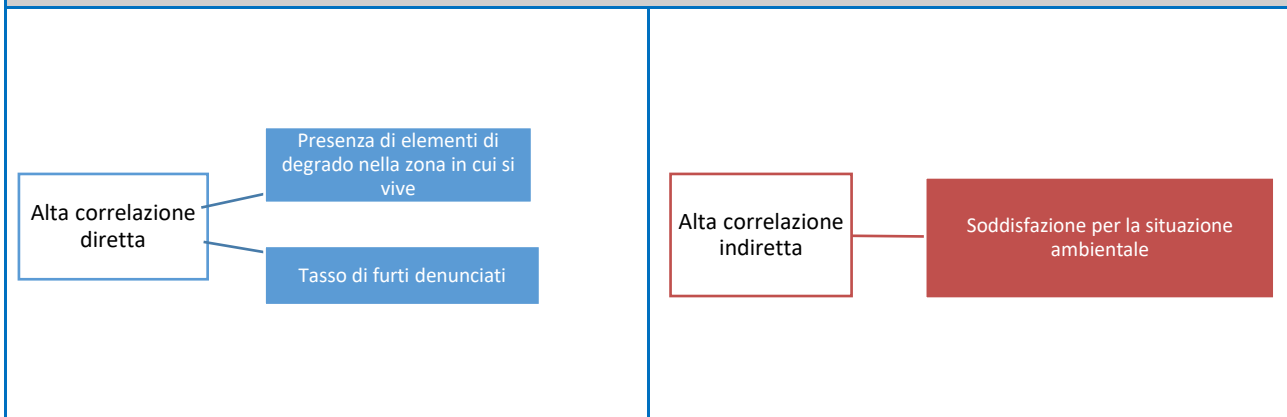 Alta correlazione
diretta
Presenza di elementi di
degrado nella zona in cui si
vive
Tasso di furti denunciati
Alta correlazione
indiretta
Soddisfazione per la situazione
ambientale